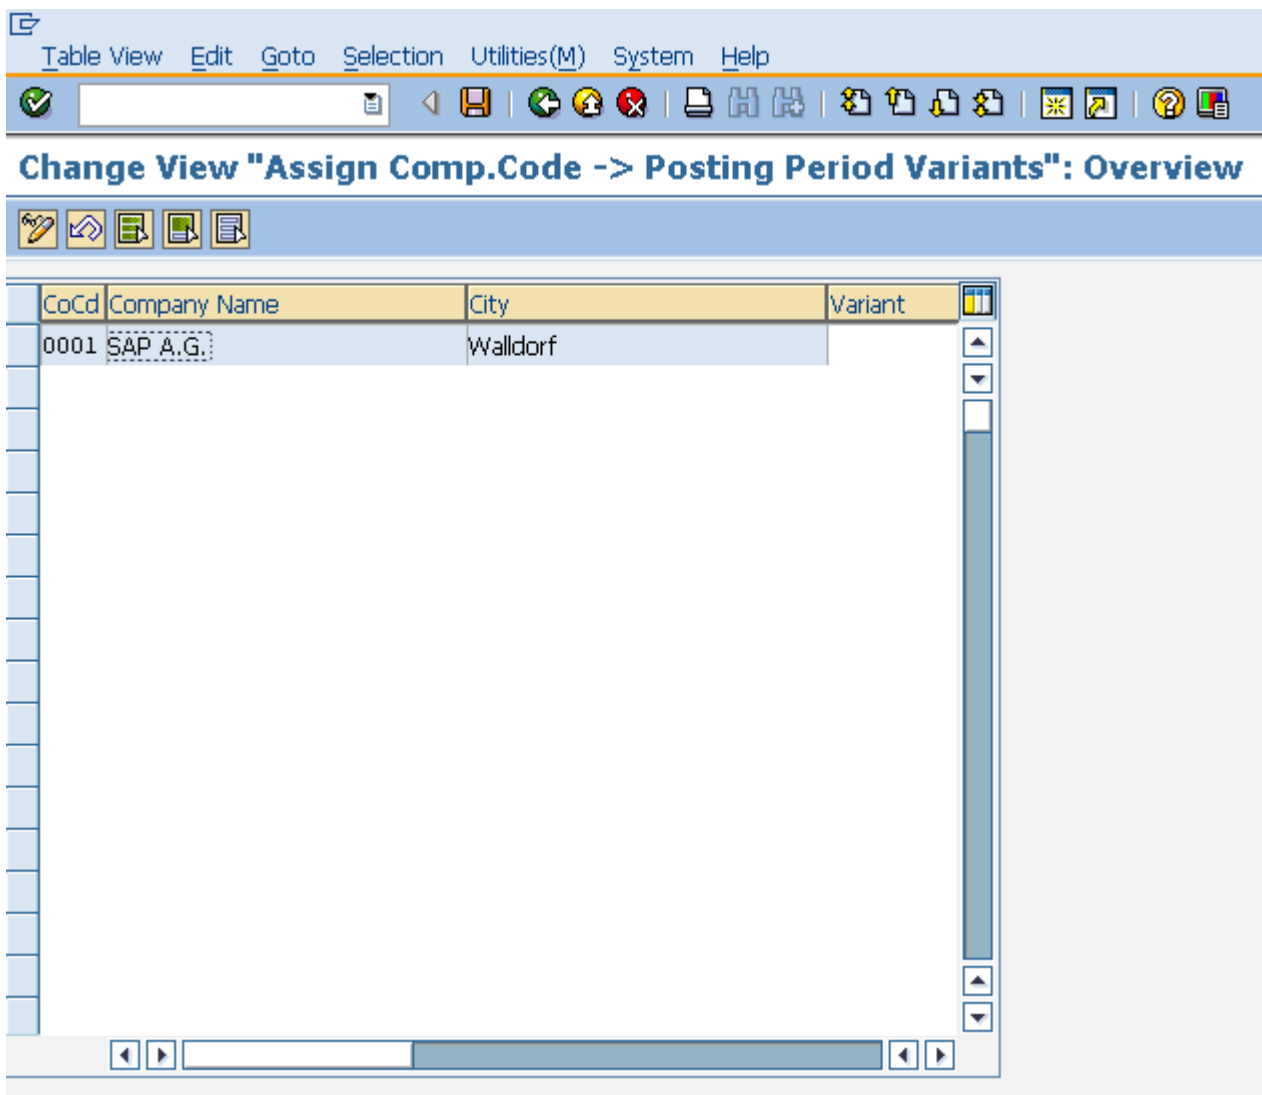 Table View Edit Goto Selection Utilities(M) System Help
Change View "Assign Comp.Code -> Posting Period Variants": Overview
CoCd Company Name City Variant
0001 SAP A.G. Walldorf